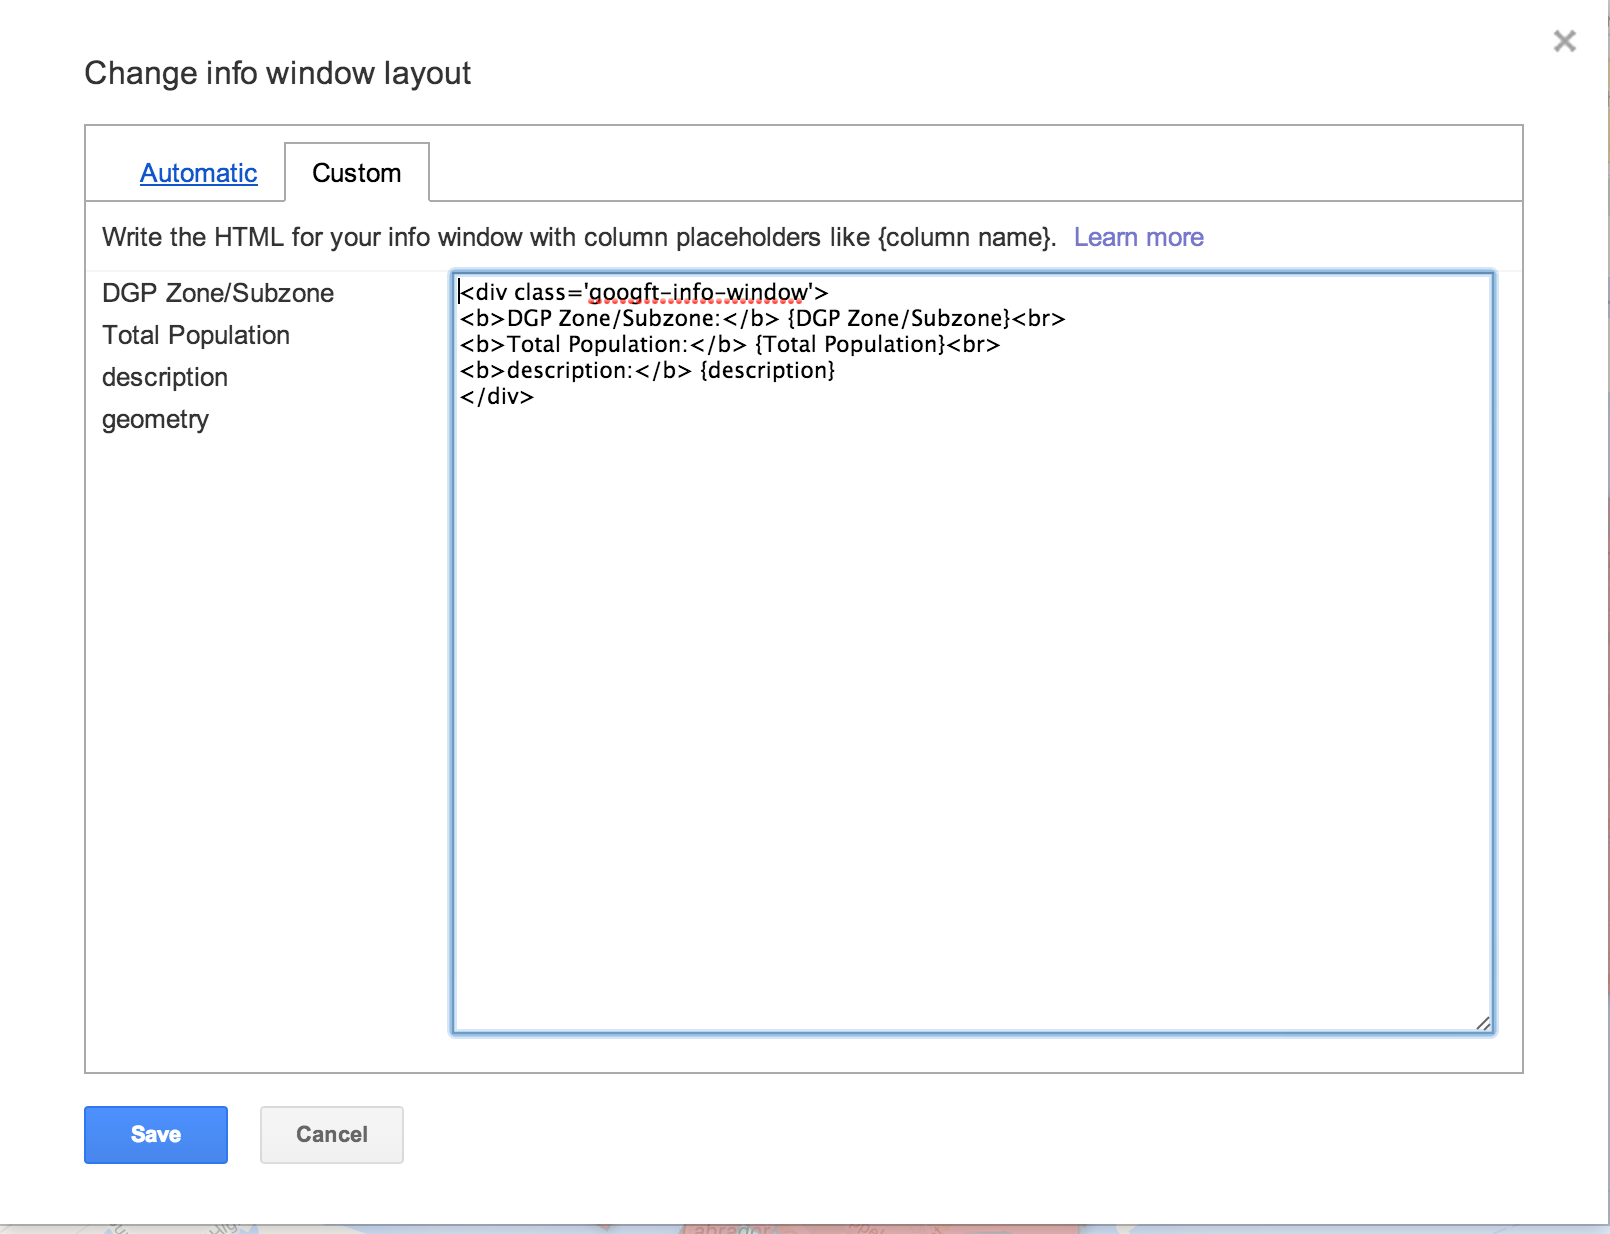 Change info window layout
Automatic
Custom
Write the HTML for your info window with column placeholders like {column name}. Learn more
DGP Zone/Subzone
Total Population
description
geometry
<div class='googft-info-window'>
<b>DGP Zone/Subzone:</b> {DGP Zone/Subzone}<br>
<b>Total Population:</b> {Total Population}<br>
<b>description:</b> {description}
</div>
Save
Cancel